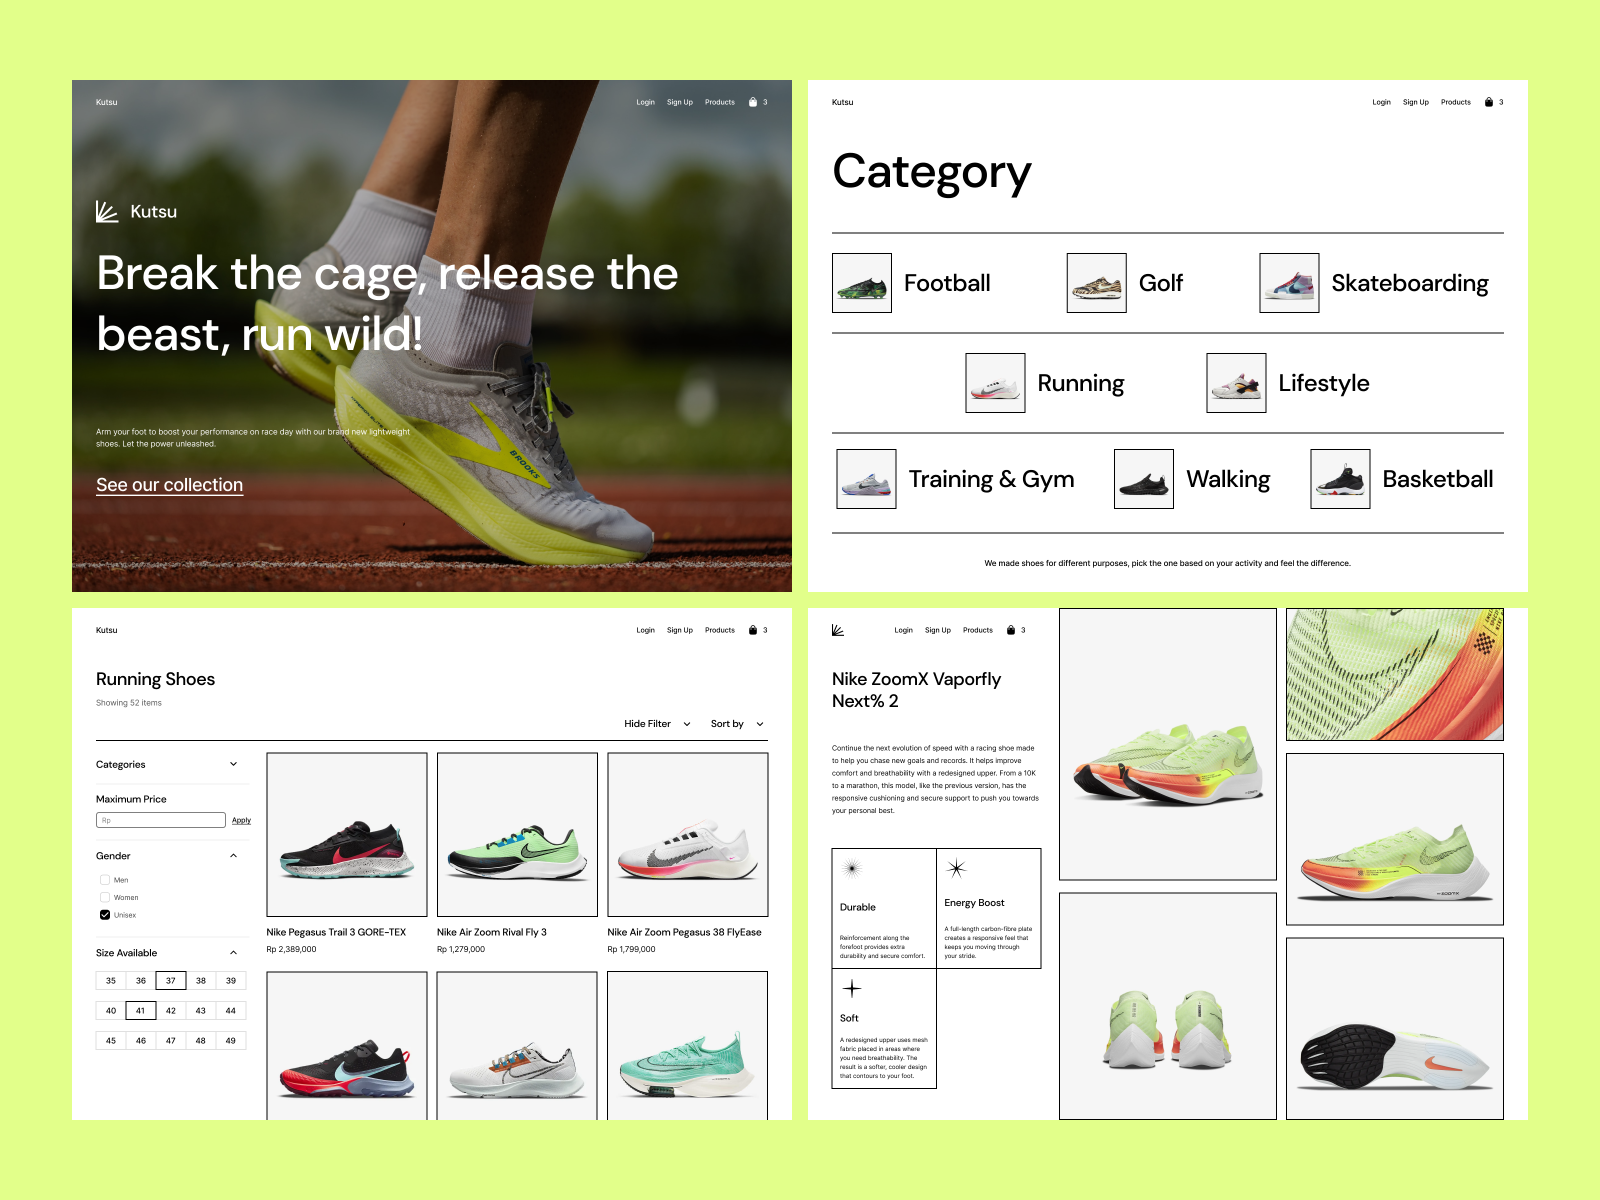 Kutsu
Login Sign Up Products 3
Kutsu
Break the cage, release the
beast, run wild!
Arm your foot to boost your performance on race day with our brand new lightweight
shoes. Let the power unleashed.
See our collection
BROOKS
Kutsu
Login Sign Up Products 3
Category
Football Golf Skateboarding
Running Lifestyle
Training & Gym Walking Basketball
We made shoes for different purposes, pick the one based on your activity and feel the difference.
Kutsu
Login Sign Up Products 3
Running Shoes
Showing 52 items
Hide Filter Sort by
Categories
Maximum Price
Rp Apply
Gender
Men
Women
Unisex
Size Available
35 36 37 38 39
40 41 42 43 44
45 46 47 48 49
Nike Pegasus Trail 3 GORE-TEX
Rp 2,389,000
Nike Air Zoom Rival Fly 3
Rp 1,279,000
Nike Air Zoom Pegasus 38 FlyEase
Rp 1,799,000
Login Sign Up Products 3
Nike ZoomX Vaporfly
Next% 2
Continue the next evolution of speed with a racing shoe made
to help you chase new goals and records. It helps improve
comfort and breathability with a redesigned upper. From a 10K
to a marathon, this model, like the previous version, has the
responsive cushioning and secure support to push you towards
your personal best.
Durable
Reinforcement along the
forefoot provides extra
durability and secure comfort.
Energy Boost
A full-length carbon-fibre plate
creates a responsive feel that
keeps you moving through
your stride.
Soft
A redesigned upper uses mesh
fabric placed in areas where
you need breathability. The
result is a softer, cooler design
that contours to your foot.